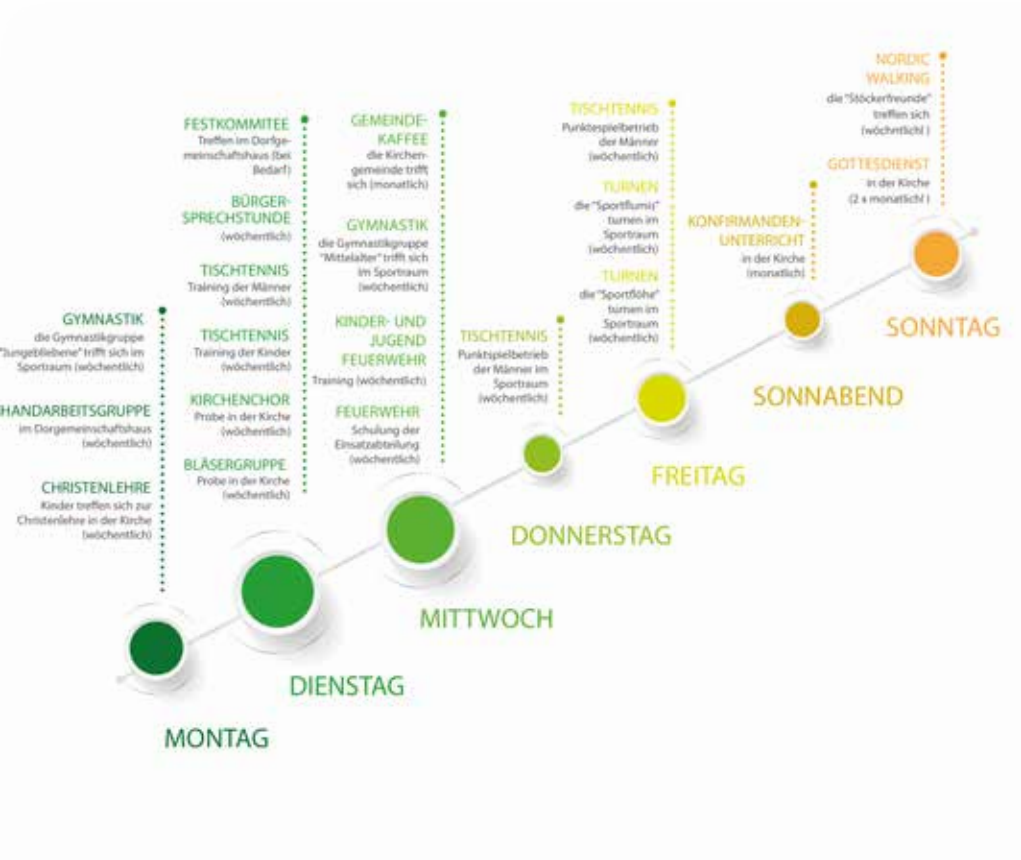 GYMNASTIK
die Gymnastikgruppe
"Jungebliebene" trifft sich im
Sportraum (wöchentlich)
HANDARBEITSGRUPPE
im Dorgemeinschaftshaus
(wöchentlich)
CHRISTENLEHRE
Kinder treffen sich zur
Christenlehre in der Kirche
(wöchentlich)
MONTAG
FESTKOMMITEE
Treffen im Dorfge-
meinschaftshaus (bei
Bedarf)
BÜRGER-
SPRECHSTUNDE
(wöchentlich)
TISCHTENNIS
Training der Männer
(wöchentlich)
TISCHTENNIS
Training der Kinder
(wöchentlich)
KIRCHENCHOR
Probe in der Kirche
(wöchentlich)
BLÄSERGRUPPE
Probe in der Kirche
(wöchentlich)
DIENSTAG
GEMEINDE-
KAFFEE
die Kirchen-
gemeinde trifft
sich (monatlich)
GYMNASTIK
die Gymnastikgruppe
"Mittelalter" trifft sich
im Sportraum
(wöchentlich)
KINDER- UND
JUGEND
FEUERWEHR
Training (wöchentlich)
FEUERWEHR
Schulung der
Einsatzabteilung
(wöchentlich)
MITTWOCH
TISCHTENNIS
Punktspielbetrieb
der Männer im
Sportraum
(wöchentlich)
DONNERSTAG
TISCHTENNIS
Punktespielbetrieb
der Männer
(wöchentlich)
TURNEN
die "Sportflumis"
turnen im
Sportraum
(wöchentlich)
TURNEN
die "Sportflöhe"
turnen im
Sportraum
(wöchentlich)
FREITAG
KONFIRMANDEN-
UNTERRICHT
in der Kirche
(monatlich)
SONNABEND
NORDIC
WALKING
die "Stöckerfreunde"
treffen sich
(wöchntlichl )
GOTTESDIENST
in der Kirche
(2 x monatlichl )
SONNTAG